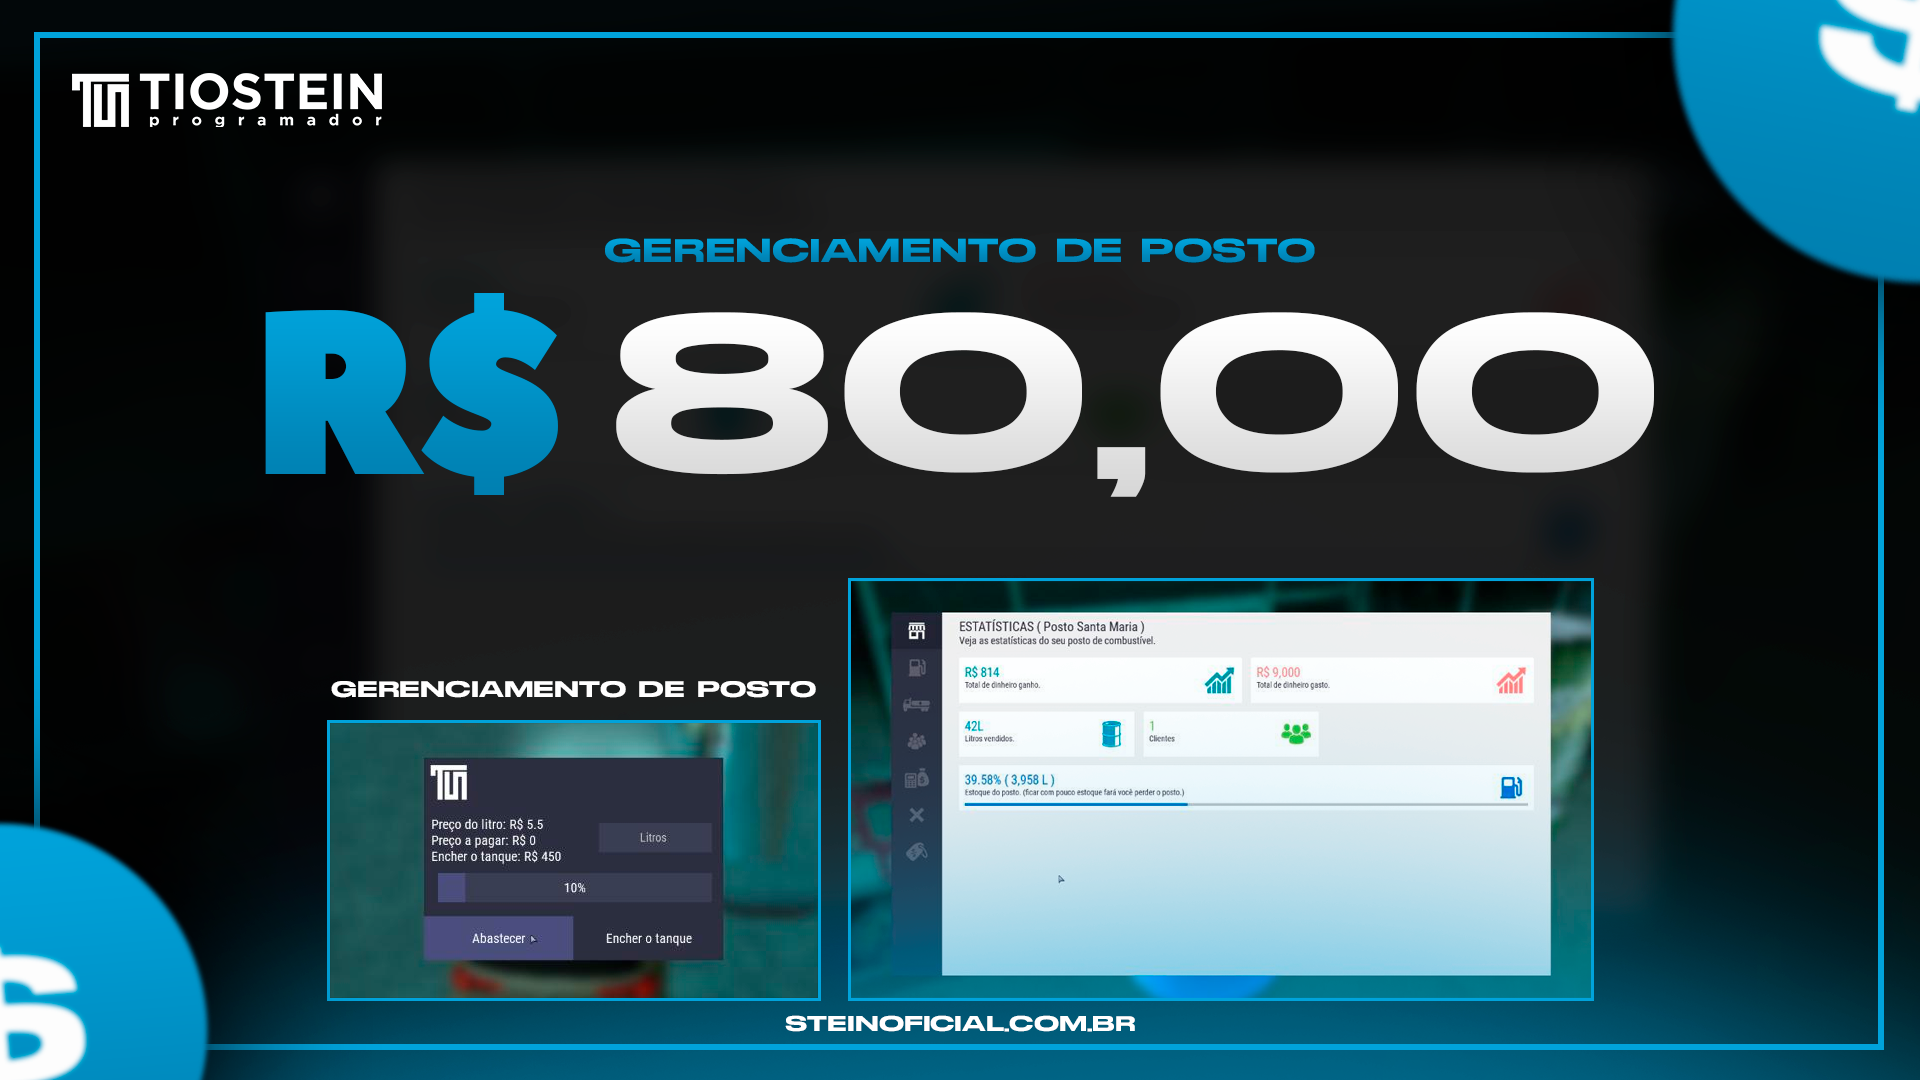 TIOSTEIN
programador
GERENCIAMENTO DE POSTO
R$ 80,00
GERENCIAMENTO DE POSTO
Preço do litro: R$ 5.5
Preço a pagar: R$ 0
Encher o tanque: R$ 450
Litros
10%
Abastecer
Encher o tanque
ESTATÍSTICAS ( Posto Santa Maria )
Veja as estatísticas do seu posto de combustível.
R$ 814
Total de dinheiro ganho.
R$ 9,000
Total de dinheiro gasto.
42L
Litros vendidos.
1
Clientes
39.58% ( 3,958 L )
Estoque do posto. (ficar com pouco estoque fará você perder o posto.)
STEINOFICIAL.COM.BR
$
$